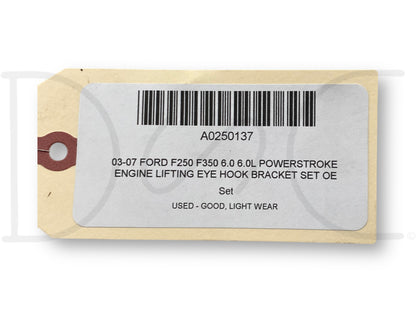 A0250137
03-07 FORD F250 F350 6.0 6.0L POWERSTROKE
ENGINE LIFTING EYE HOOK BRACKET SET OE
Set
USED - GOOD, LIGHT WEAR